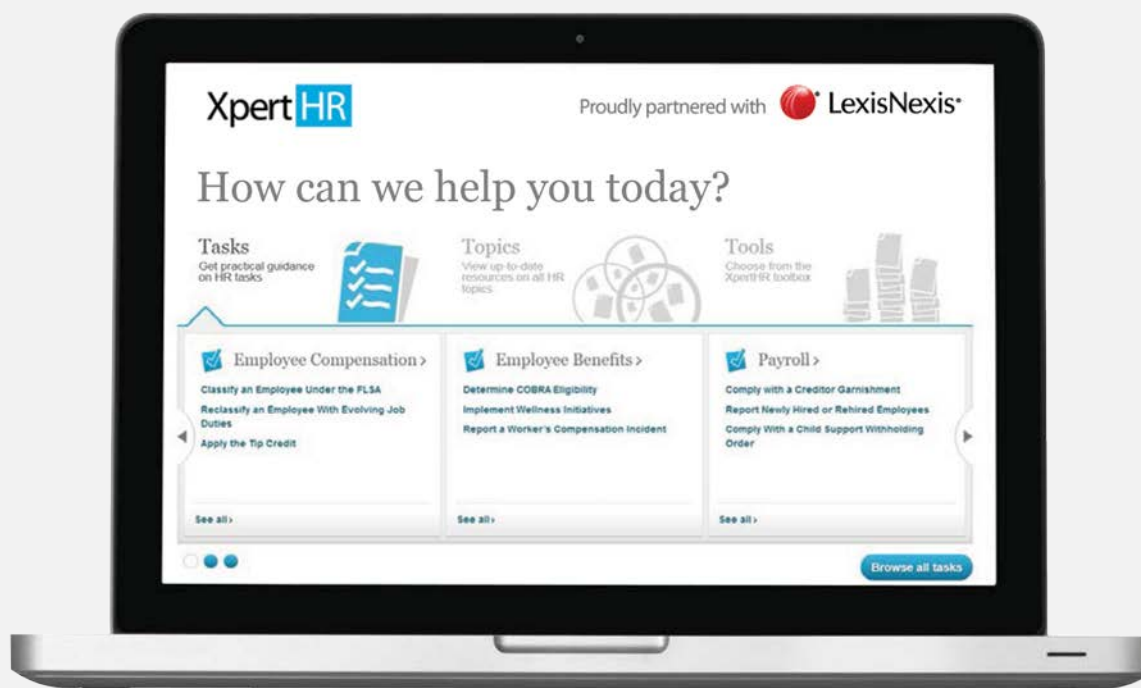 XpertHR
Proudly partnered with LexisNexis
How can we help you today?
Tasks
Get practical guidance
on HR tasks
Topics
View up-to-date
resources on all HR
topics
Tools
Choose from the
XpertHR toolbox
Employee Compensation >
Classify an Employee Under the FLSA
Reclassify an Employee With Evolving Job
Duties
Apply the Tip Credit
See all >
Employee Benefits >
Determine COBRA Eligibility
Implement Wellness Initiatives
Report a Worker's Compensation Incident
See all >
Payroll >
Comply with a Creditor Garnishment
Report Newly Hired or Rehired Employees
Comply With a Child Support Withholding
Order
See all >
Browse all tasks